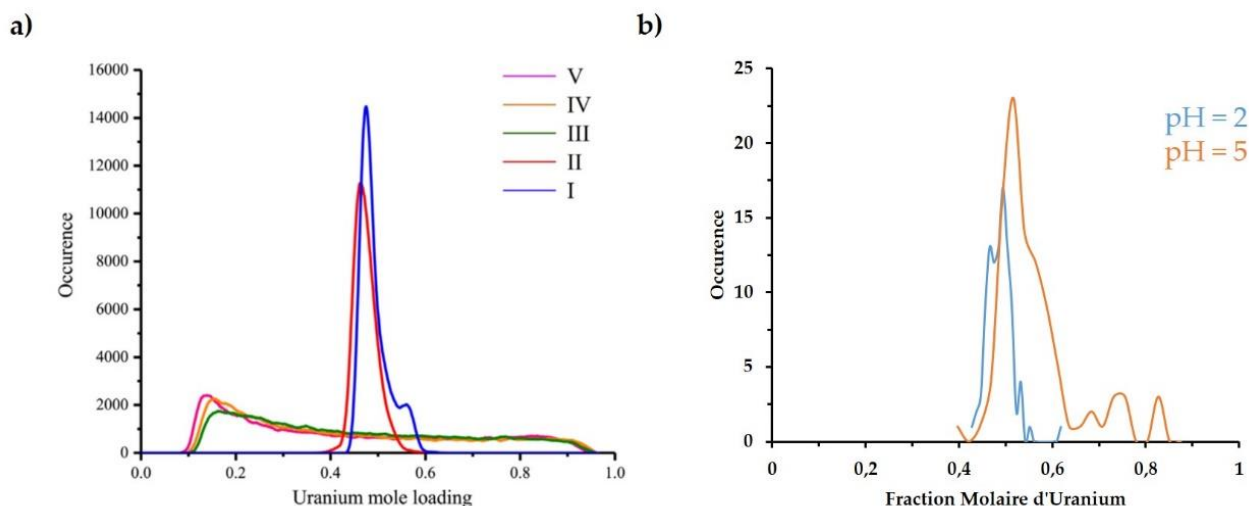 a)
16000
14000
12000
10000
8000
6000
4000
2000
0
Occurence
0.0 0.2 0.4 0.6 0.8 1.0
Uranium mole loading
V
IV
III
II
I
b)
25
20
15
10
5
0
Occurence
0 0,2 0,4 0,6 0,8 1
Fraction Molaire d'Uranium
pH = 2
pH = 5